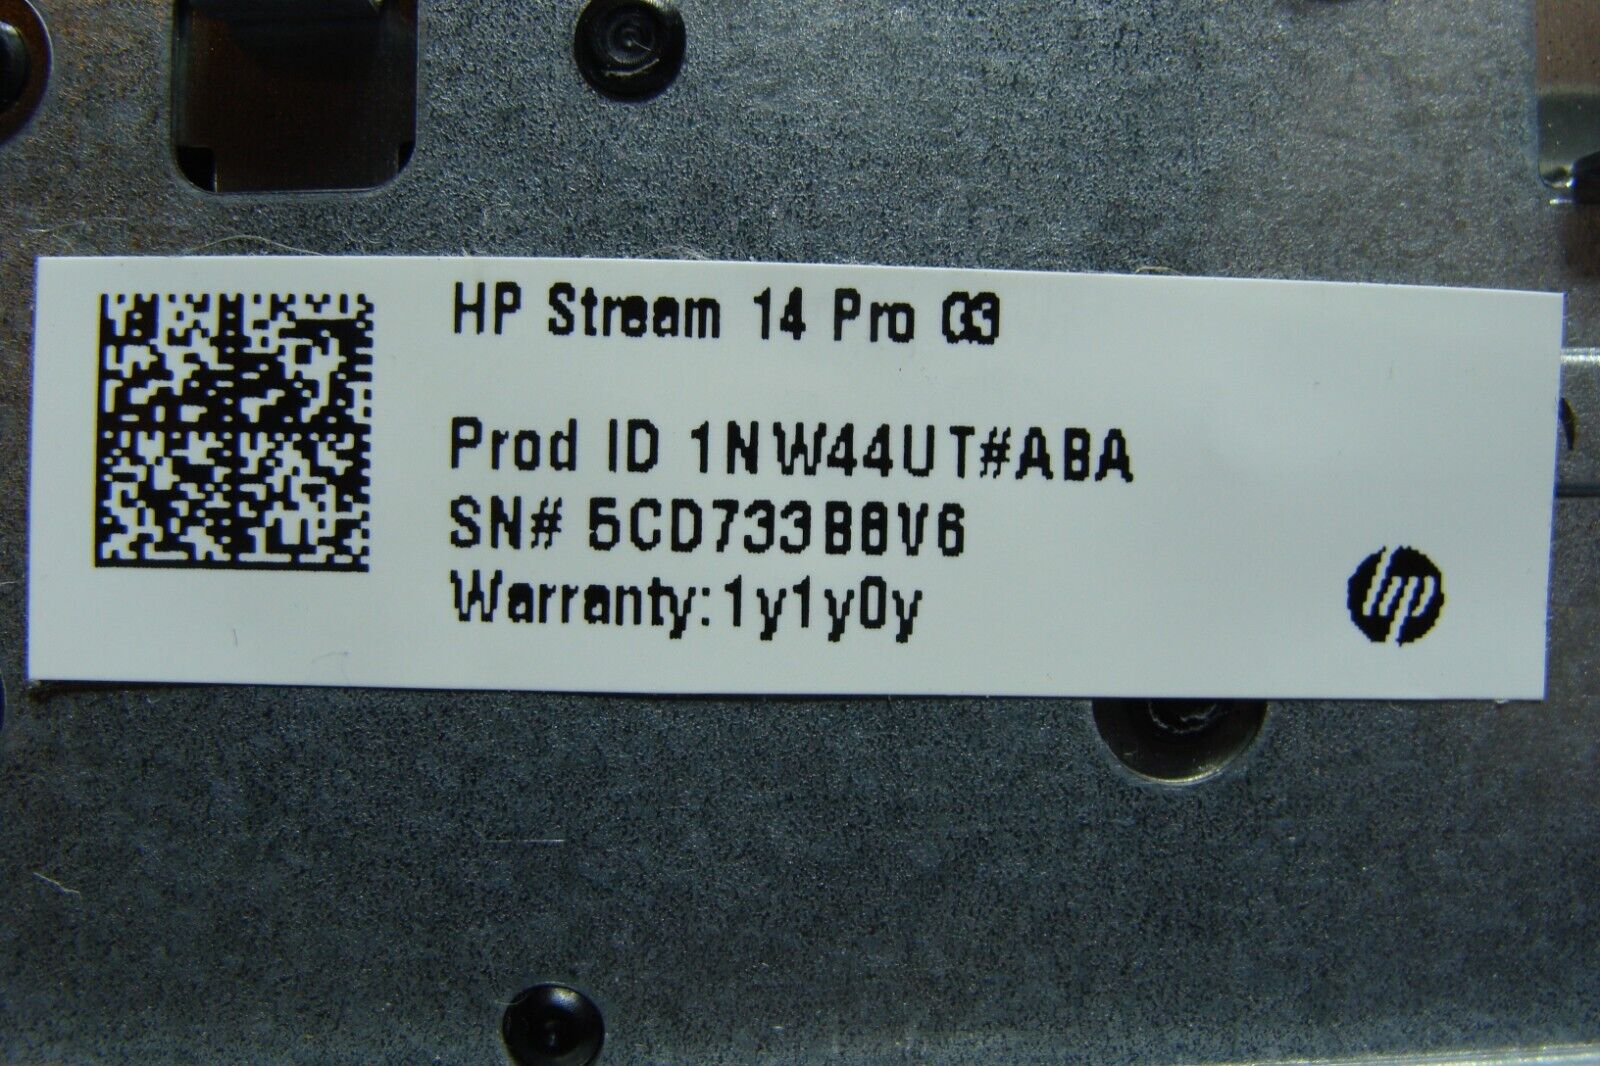 HP Stream 14 Pro G3
Prod ID 1NW44UT#ABA
SN# 5CD733B8V6
Warranty:1y1y0y
hp